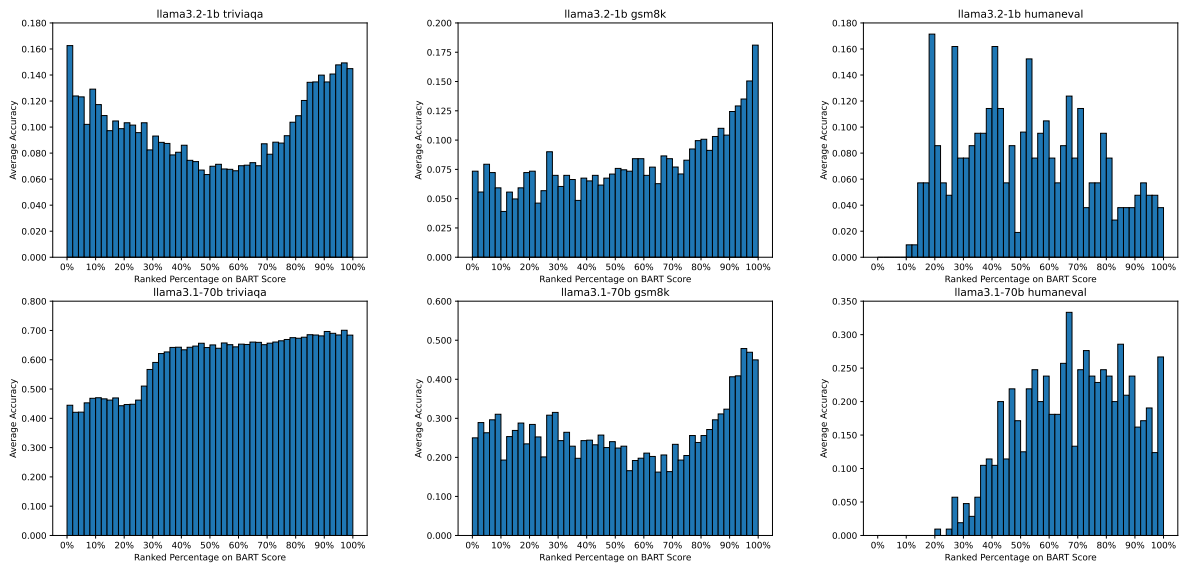 llama3.2-1b triviaqa
Average Accuracy
0.180
0.160
0.140
0.120
0.100
0.080
0.060
0.040
0.020
0.000
0% 10% 20% 30% 40% 50% 60% 70% 80% 90% 100%
Ranked Percentage on BART Score
llama3.2-1b gsm8k
Average Accuracy
0.200
0.175
0.150
0.125
0.100
0.075
0.050
0.025
0.000
0% 10% 20% 30% 40% 50% 60% 70% 80% 90% 100%
Ranked Percentage on BART Score
llama3.2-1b humaneval
Average Accuracy
0.180
0.160
0.140
0.120
0.100
0.080
0.060
0.040
0.020
0.000
0% 10% 20% 30% 40% 50% 60% 70% 80% 90% 100%
Ranked Percentage on BART Score
llama3.1-70b triviaqa
Average Accuracy
0.800
0.700
0.600
0.500
0.400
0.300
0.200
0.100
0.000
0% 10% 20% 30% 40% 50% 60% 70% 80% 90% 100%
Ranked Percentage on BART Score
llama3.1-70b gsm8k
Average Accuracy
0.600
0.500
0.400
0.300
0.200
0.100
0.000
0% 10% 20% 30% 40% 50% 60% 70% 80% 90% 100%
Ranked Percentage on BART Score
llama3.1-70b humaneval
Average Accuracy
0.350
0.300
0.250
0.200
0.150
0.100
0.050
0.000
0% 10% 20% 30% 40% 50% 60% 70% 80% 90% 100%
Ranked Percentage on BART Score